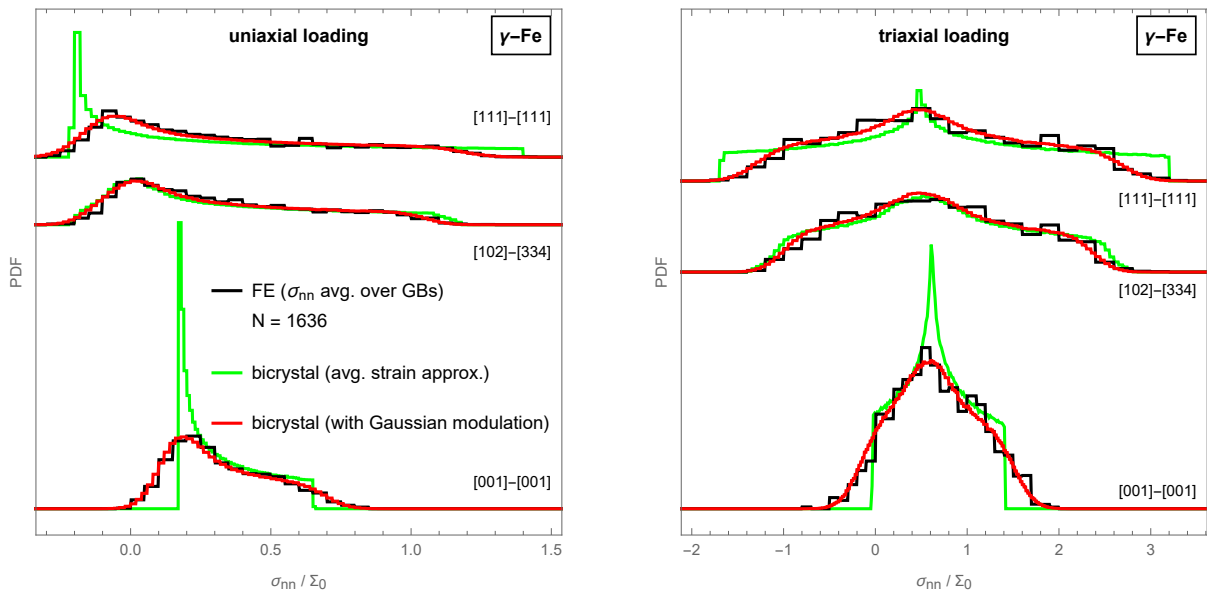 uniaxial loading
γ−Fe
[111]−[111]
[102]−[334]
FE (σnn avg. over GBs)
N = 1636
bicrystal (avg. strain approx.)
bicrystal (with Gaussian modulation)
[001]−[001]
PDF
0.0 0.5 1.0 1.5
σnn / Σ0
triaxial loading
γ−Fe
[111]−[111]
[102]−[334]
[001]−[001]
PDF
−2 −1 0 1 2 3
σnn / Σ0